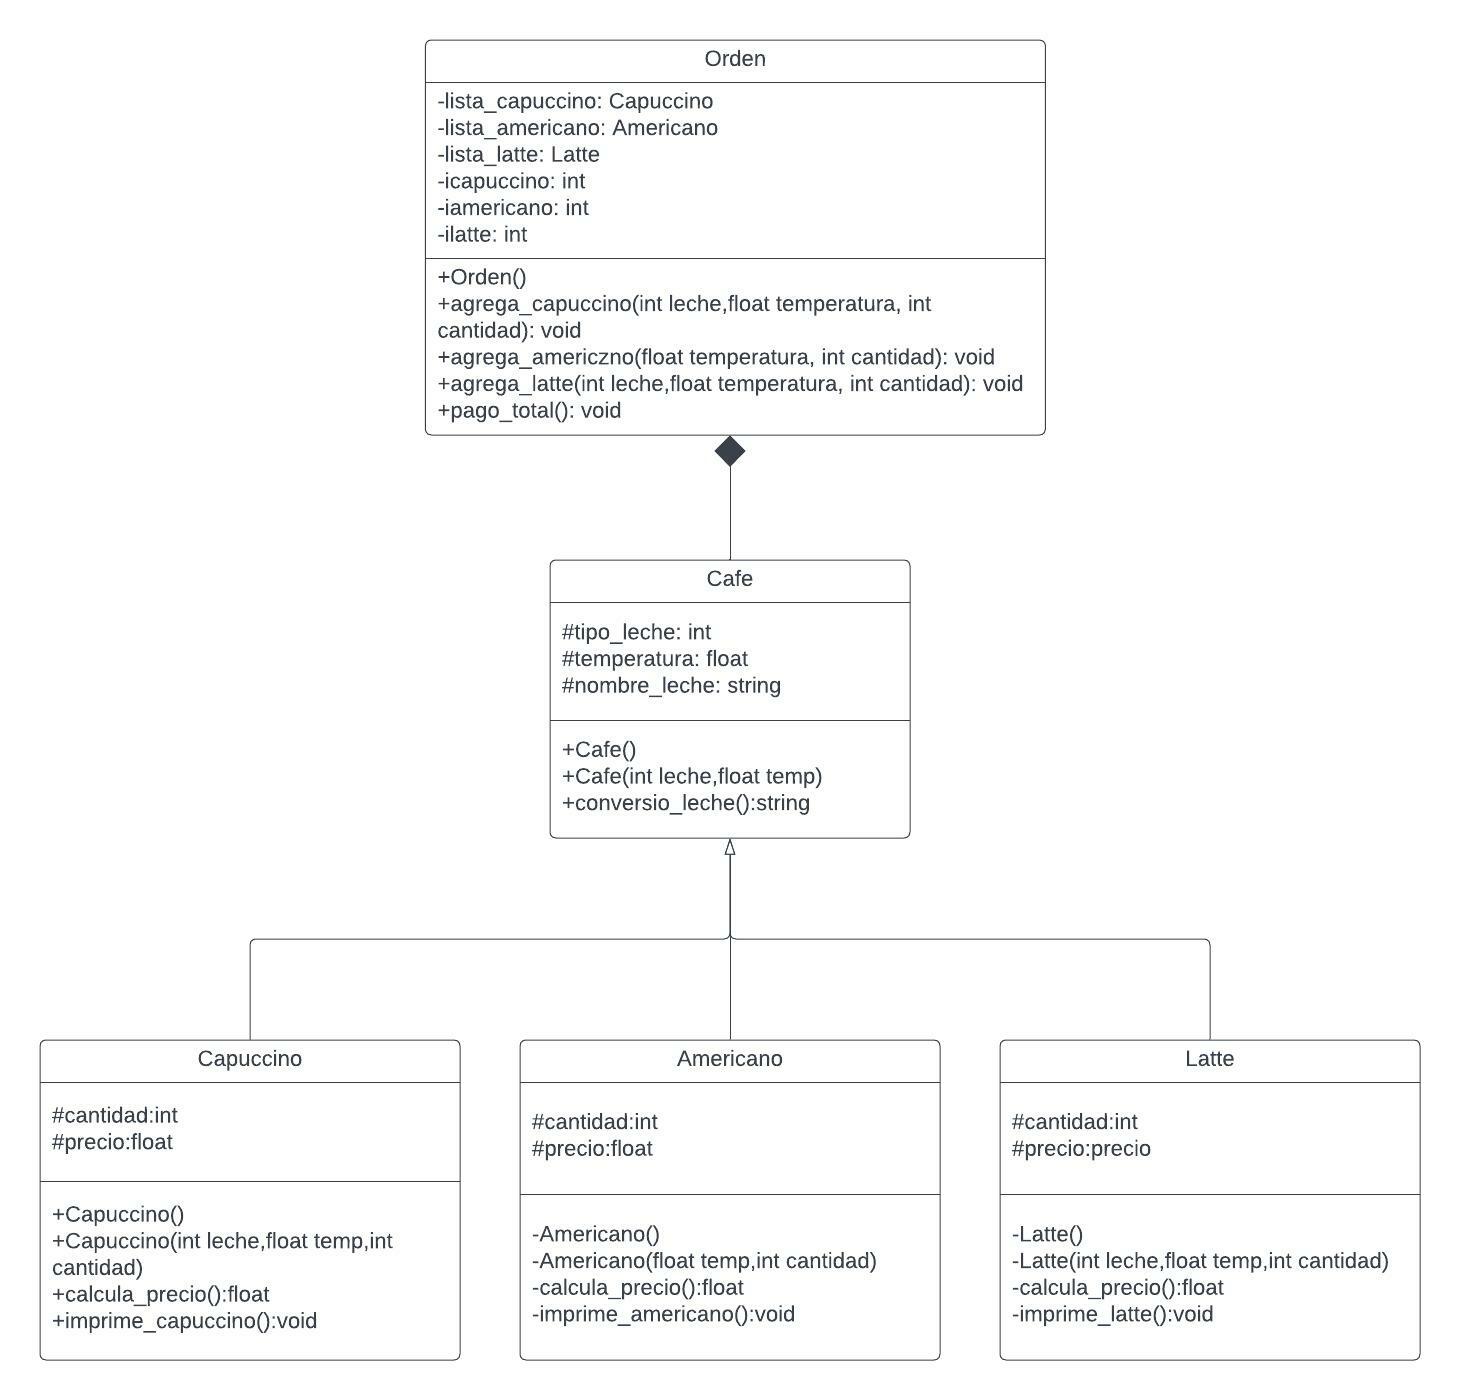 Orden
-lista_capuccino: Capuccino
-lista_americano: Americano
-lista_latte: Latte
-icapuccino: int
-iamericano: int
-ilatte: int
+Orden()
+agrega_capuccino(int leche,float temperatura, int
cantidad): void
+agrega_americzno(float temperatura, int cantidad): void
+agrega_latte(int leche,float temperatura, int cantidad): void
+pago_total(): void
Cafe
#tipo_leche: int
#temperatura: float
#nombre_leche: string
+Cafe()
+Cafe(int leche,float temp)
+conversio_leche():string
Capuccino
#cantidad:int
#precio:float
+Capuccino()
+Capuccino(int leche,float temp,int
cantidad)
+calcula_precio():float
+imprime_capuccino():void
Americano
#cantidad:int
#precio:float
-Americano()
-Americano(float temp,int cantidad)
-calcula_precio():float
-imprime_americano():void
Latte
#cantidad:int
#precio:precio
-Latte()
-Latte(int leche,float temp,int cantidad)
-calcula_precio():float
-imprime_latte():void